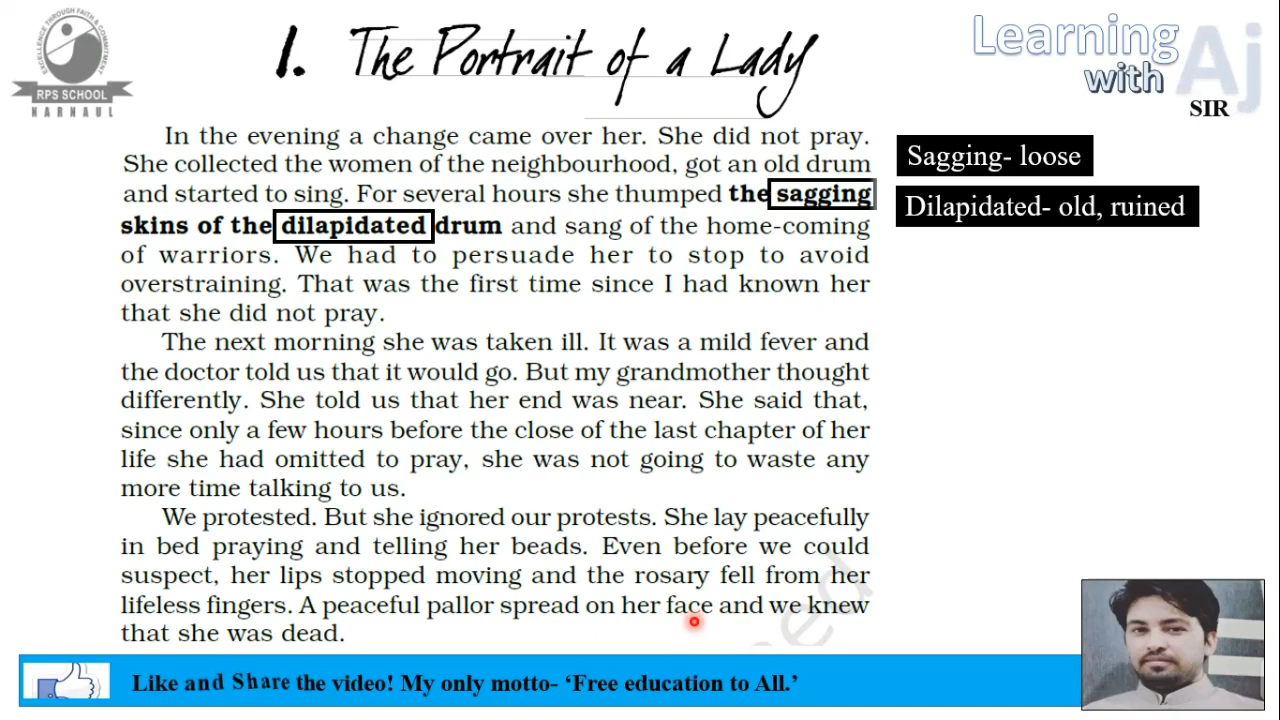 EXCELLENCE THROUGH FAITH & COMMITMENT
RPS SCHOOL
NARNAUL
1. The Portrait of a Lady
Learning
with Aj
SIR
In the evening a change came over her. She did not pray.
She collected the women of the neighbourhood, got an old drum
and started to sing. For several hours she thumped the sagging
skins of the dilapidated drum and sang of the home-coming
of warriors. We had to persuade her to stop to avoid
overstraining. That was the first time since I had known her
that she did not pray.
The next morning she was taken ill. It was a mild fever and
the doctor told us that it would go. But my grandmother thought
differently. She told us that her end was near. She said that,
since only a few hours before the close of the last chapter of her
life she had omitted to pray, she was not going to waste any
more time talking to us.
We protested. But she ignored our protests. She lay peacefully
in bed praying and telling her beads. Even before we could
suspect, her lips stopped moving and the rosary fell from her
lifeless fingers. A peaceful pallor spread on her face and we knew
that she was dead.
Sagging- loose
Dilapidated- old, ruined
Like and Share the video! My only motto- ‘Free education to All.’